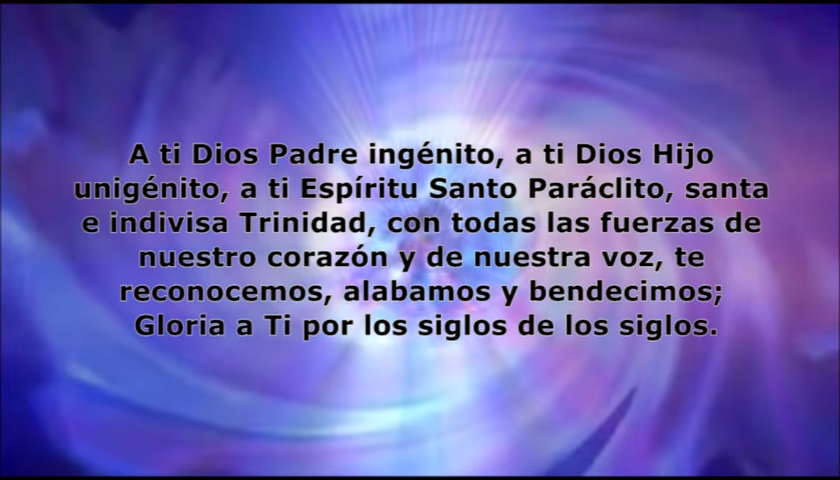 A ti Dios Padre ingénito, a ti Dios Hijo
unigénito, a ti Espíritu Santo Paráclito, santa
e indivisa Trinidad, con todas las fuerzas de
nuestro corazón y de nuestra voz, te
reconocemos, alabamos y bendecimos;
Gloria a Ti por los siglos de los siglos.